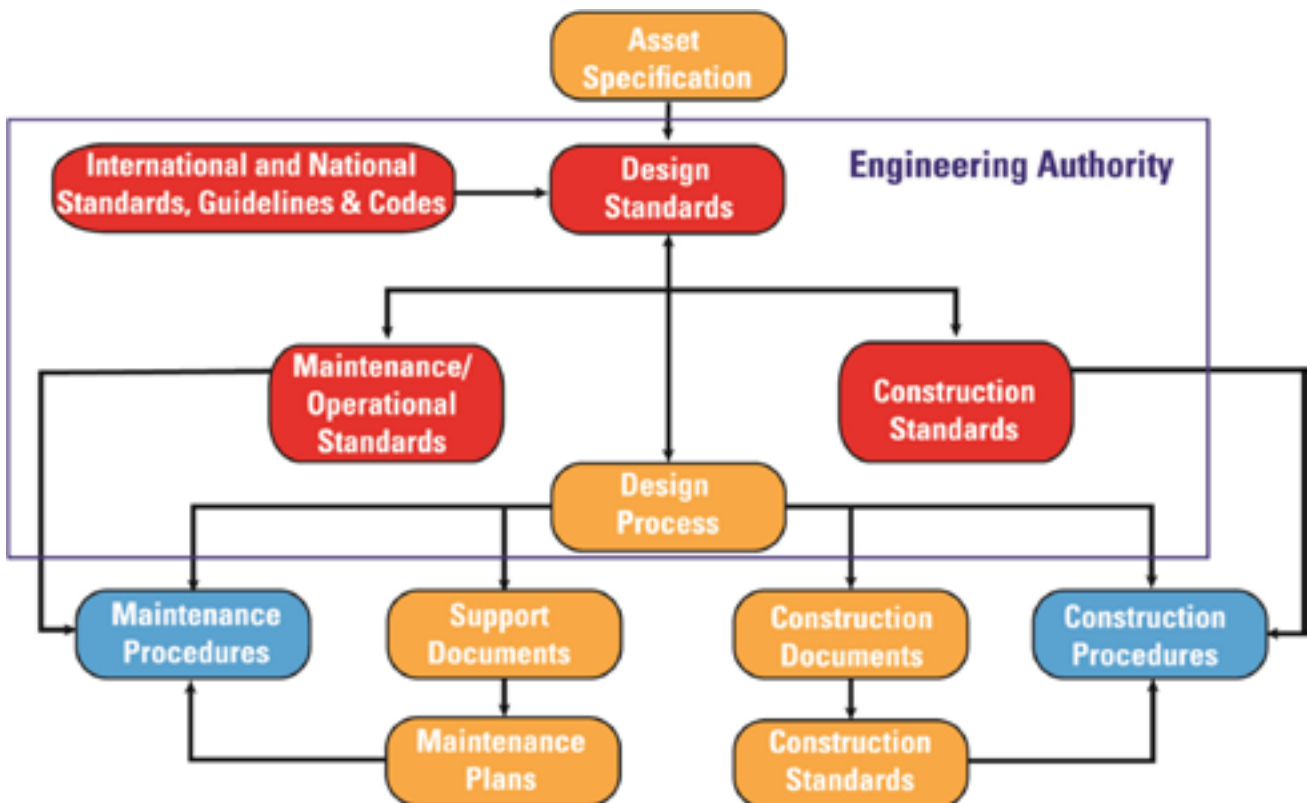 Asset
Specification
International and National
Standards, Guidelines & Codes
Design
Standards
Engineering Authority
Maintenance/
Operational
Standards
Construction
Standards
Design
Process
Maintenance
Procedures
Support
Documents
Construction
Documents
Construction
Procedures
Maintenance
Plans
Construction
Standards